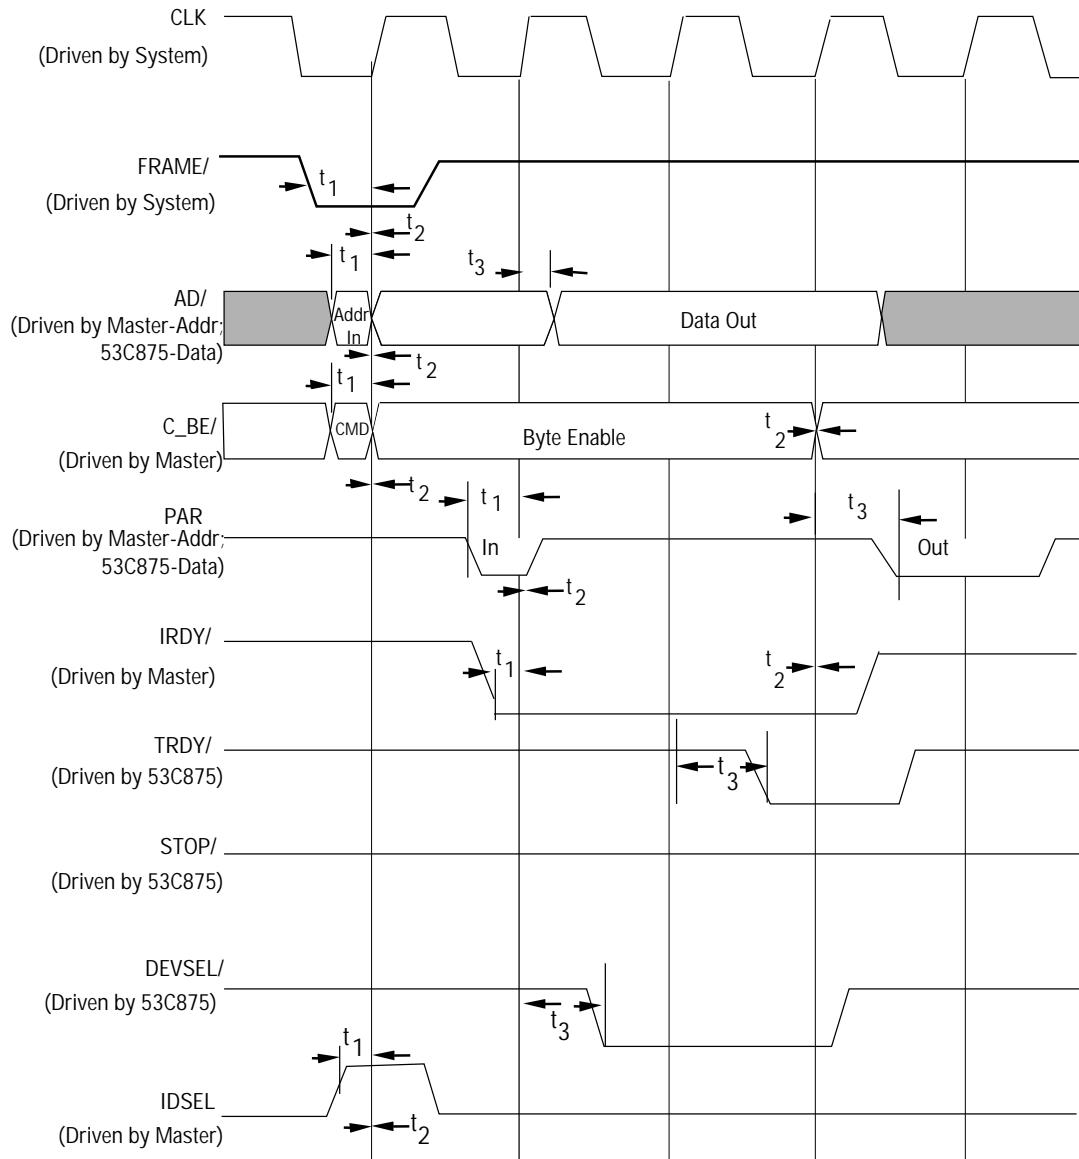 CLK
(Driven by System)
FRAME/
(Driven by System)
t1
t2
t1
t3
AD/
(Driven by Master-Addr;
53C875-Data)
Addr
In
Data Out
t2
t1
C_BE/
(Driven by Master)
CMD
Byte Enable
t2
t2
t1
t3
PAR
(Driven by Master-Addr;
53C875-Data)
In
Out
t2
IRDY/
(Driven by Master)
t1
t2
TRDY/
(Driven by 53C875)
t3
STOP/
(Driven by 53C875)
DEVSEL/
(Driven by 53C875)
t3
t1
IDSEL
(Driven by Master)
t2